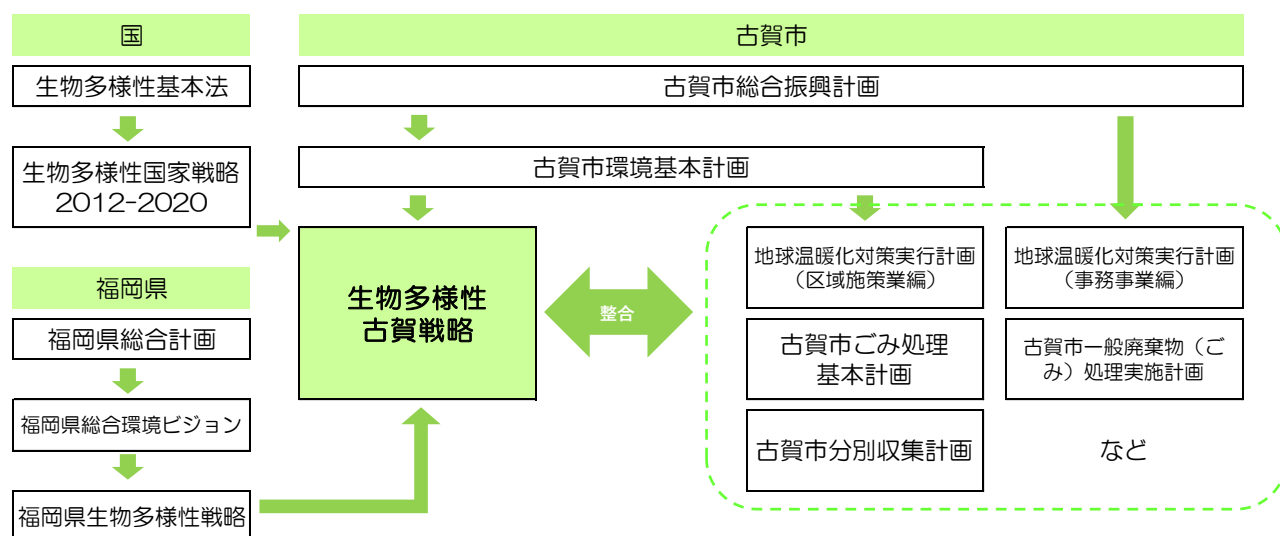 国
生物多様性基本法
生物多様性国家戦略
2012-2020
福岡県
福岡県総合計画
福岡県総合環境ビジョン
福岡県生物多様性戦略
古賀市
古賀市総合振興計画
古賀市環境基本計画
生物多様性
古賀戦略
整合
地球温暖化対策実行計画
（区域施策業編）
古賀市ごみ処理
基本計画
古賀市分別収集計画
地球温暖化対策実行計画
（事務事業編）
古賀市一般廃棄物（ご
み）処理実施計画
など